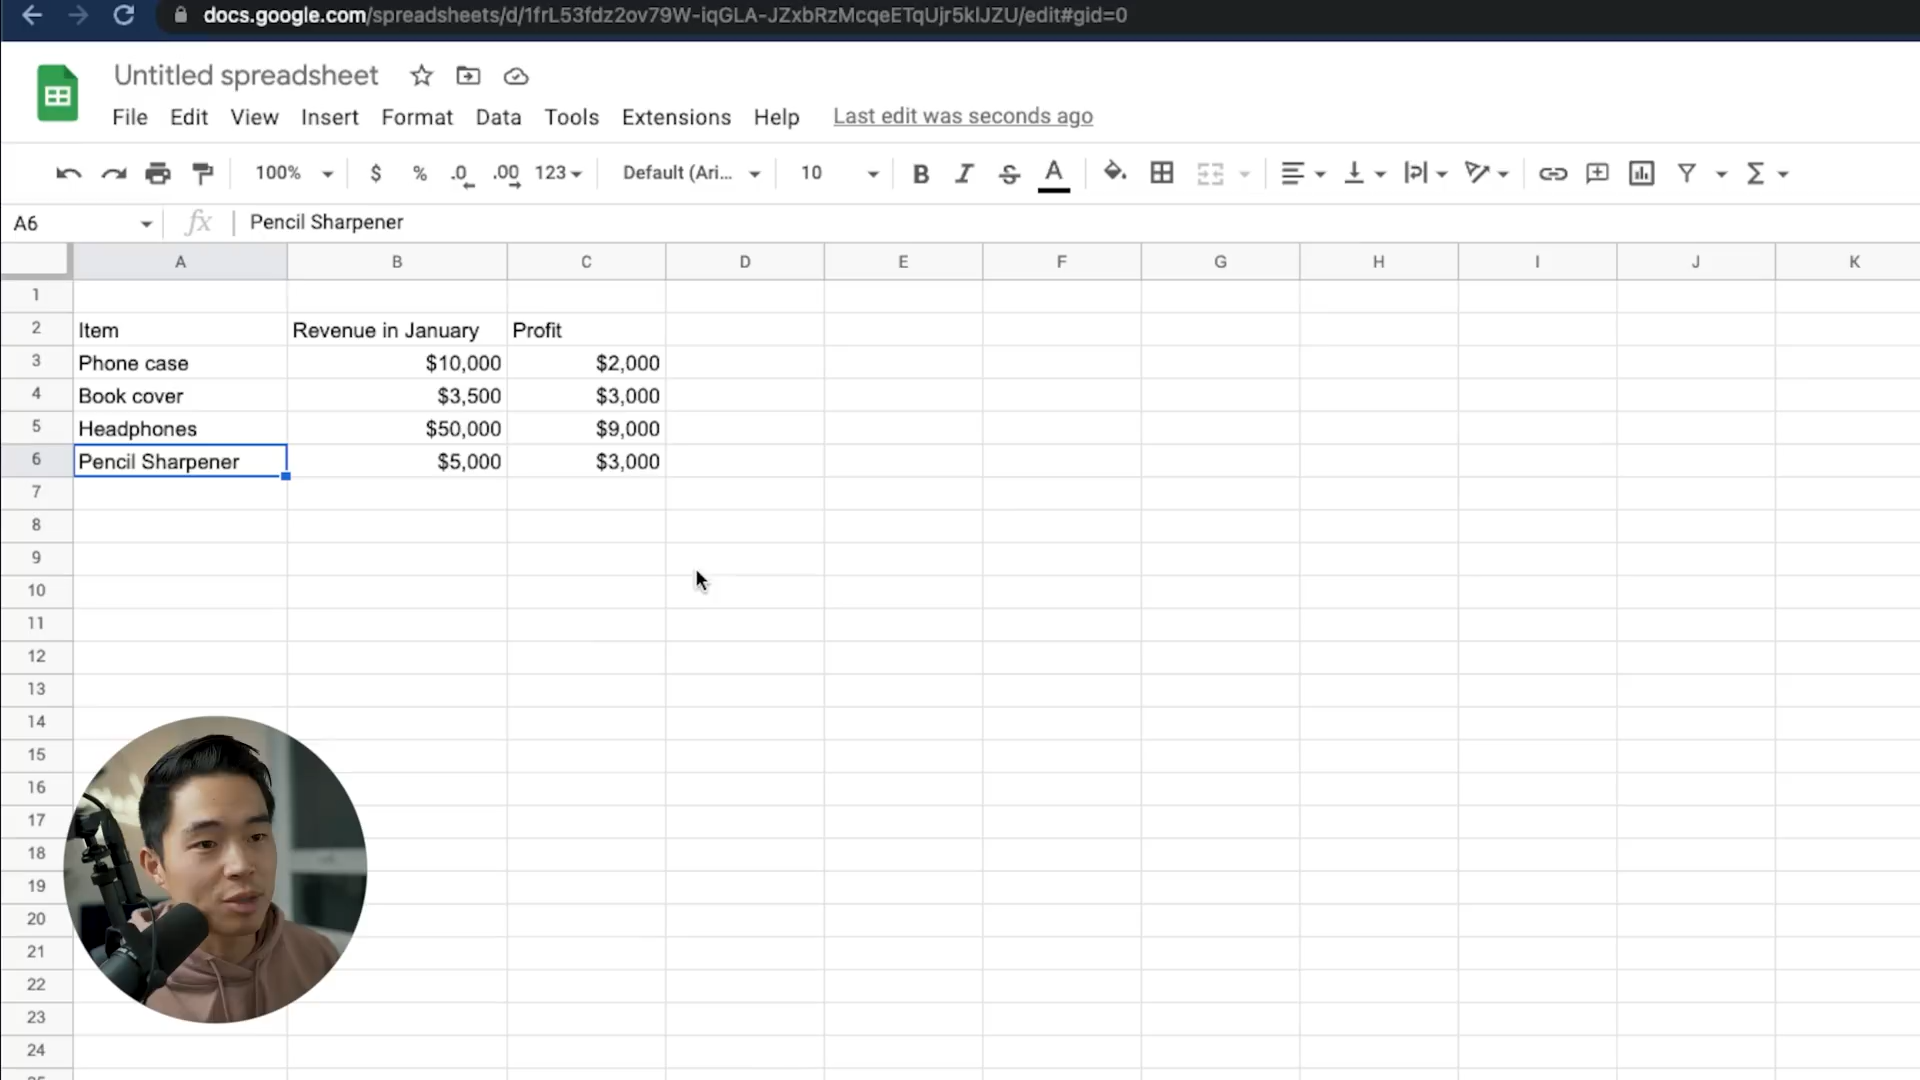 docs.google.com/spreadsheets/d/1frL53fdz2ov79W-iqGLA-JZxbRzMcqeETqUjr5klJZU/edit#gid=0
Untitled spreadsheet
File Edit View Insert Format Data Tools Extensions Help Last edit was seconds ago
100% $ % .0 .00 123 Default (Ari... 10 B I S A
A6 fx Pencil Sharpener
A B C D E F G H I J K
1
2 Item Revenue in January Profit
3 Phone case $10,000 $2,000
4 Book cover $3,500 $3,000
5 Headphones $50,000 $9,000
6 Pencil Sharpener $5,000 $3,000
7
8
9
10
11
12
13
14
15
16
17
18
19
20
21
22
23
24